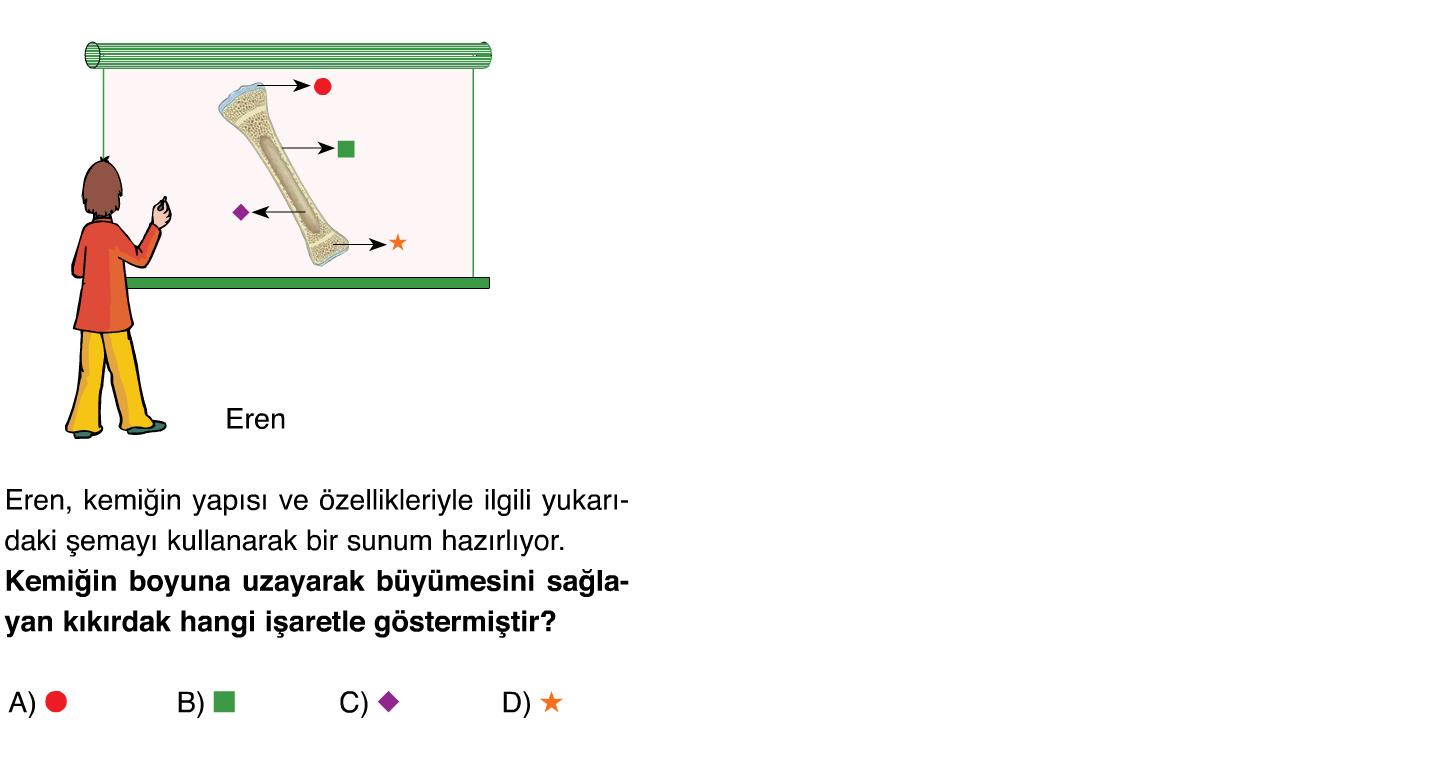 Eren
Eren, kemiğin yapısı ve özellikleriyle ilgili yukarı-
daki şemayı kullanarak bir sunum hazırlıyor.
Kemiğin boyuna uzayarak büyümesini sağla-
yan kıkırdak hangi işaretle göstermiştir?
A) B) C) D)